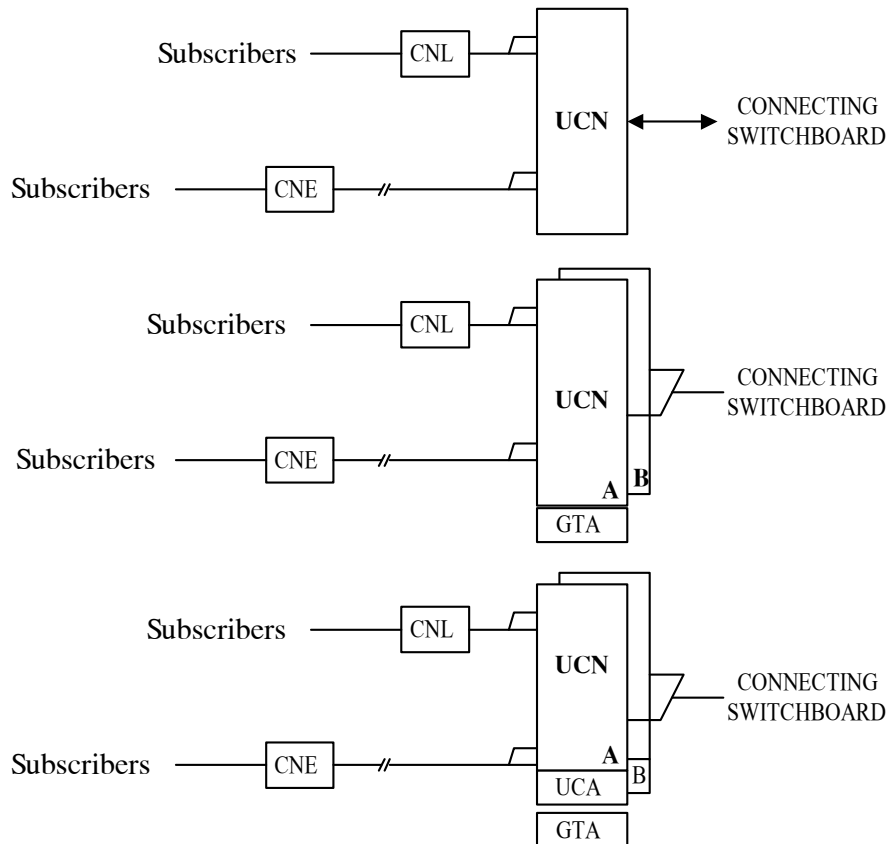 Subscribers
CNL
UCN
CONNECTING
SWITCHBOARD
Subscribers
CNE
Subscribers
CNL
UCN
CONNECTING
SWITCHBOARD
Subscribers
CNE
A
B
GTA
Subscribers
CNL
UCN
CONNECTING
SWITCHBOARD
Subscribers
CNE
A
B
UCA
GTA